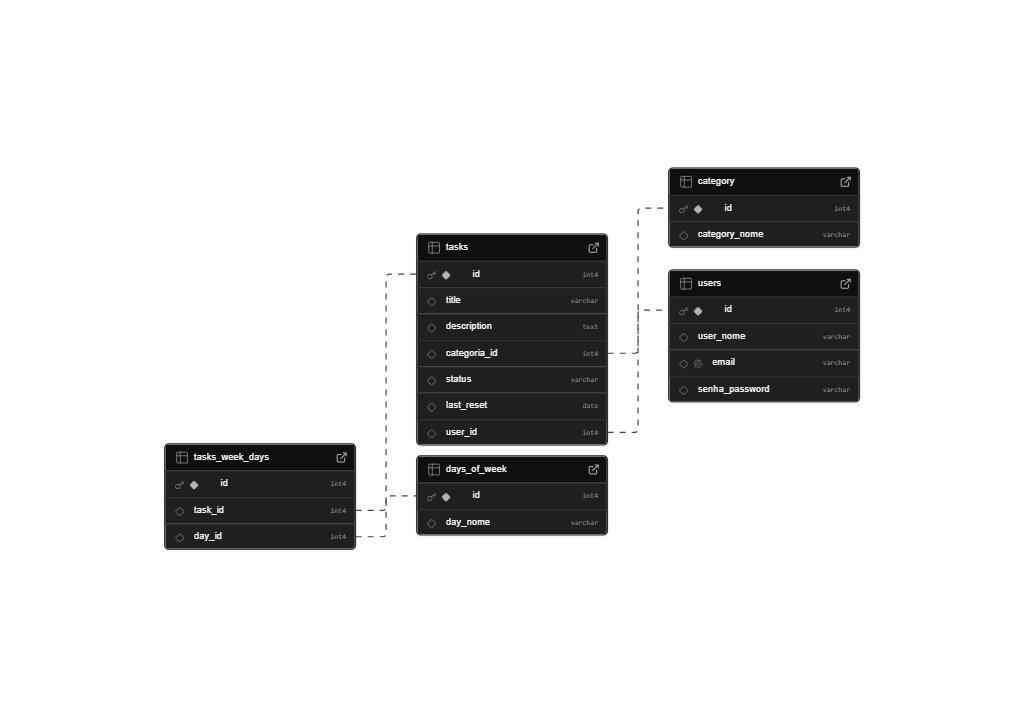 category
id int4
category_nome varchar
tasks
id int4
title varchar
description text
categoria_id int4
status varchar
last_reset date
user_id int4
users
id int4
user_nome varchar
email varchar
senha_password varchar
tasks_week_days
id int4
task_id int4
day_id int4
days_of_week
id int4
day_nome varchar